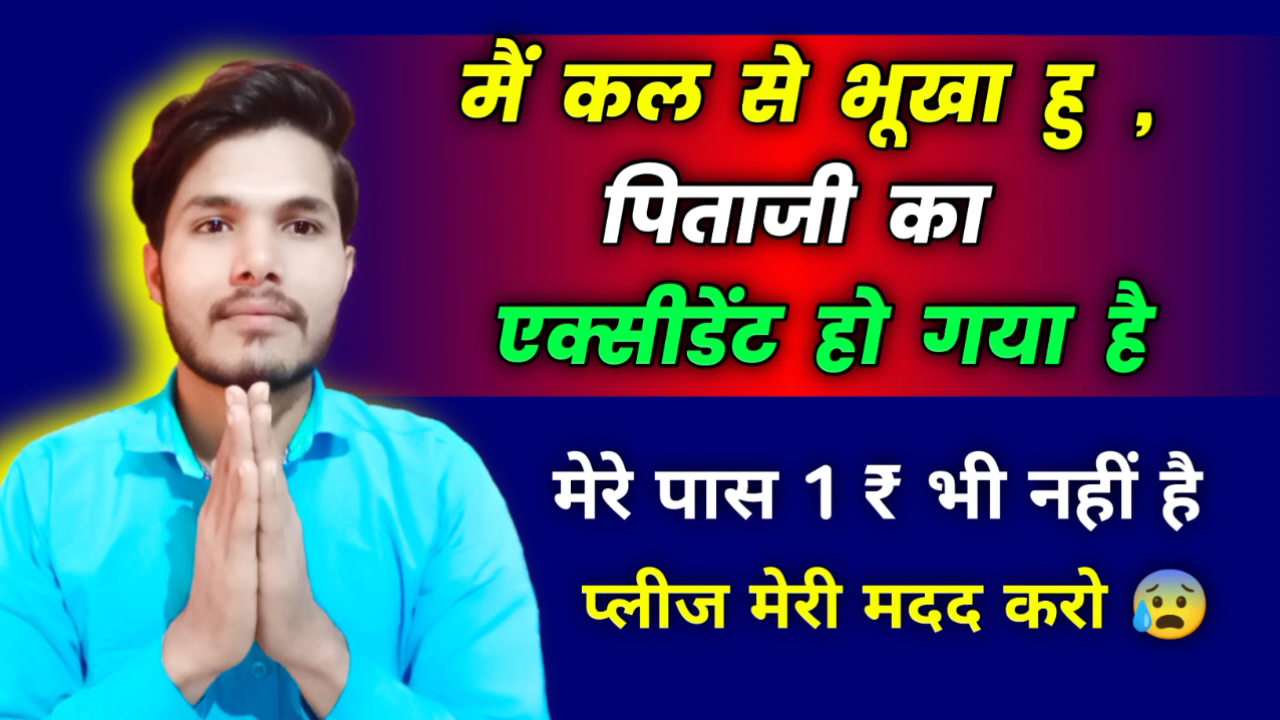 मैं कल से भूखा हु ,
पिताजी का
एक्सीडेंट हो गया है
मेरे पास 1 ₹ भी नहीं है
प्लीज मेरी मदद करो 😰